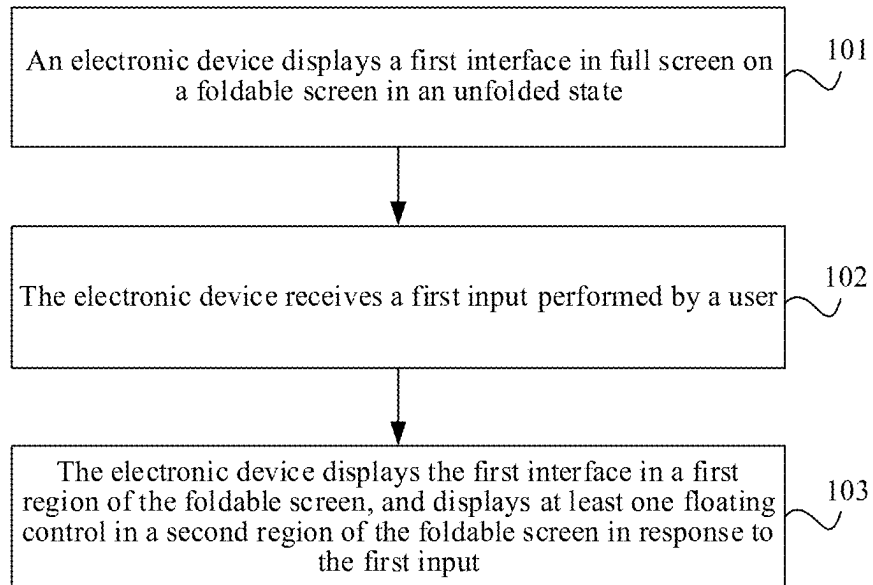 An electronic device displays a first interface in full screen on
a foldable screen in an unfolded state
101
The electronic device receives a first input performed by a user
102
The electronic device displays the first interface in a first
region of the foldable screen, and displays at least one floating
control in a second region of the foldable screen in response to
the first input
103